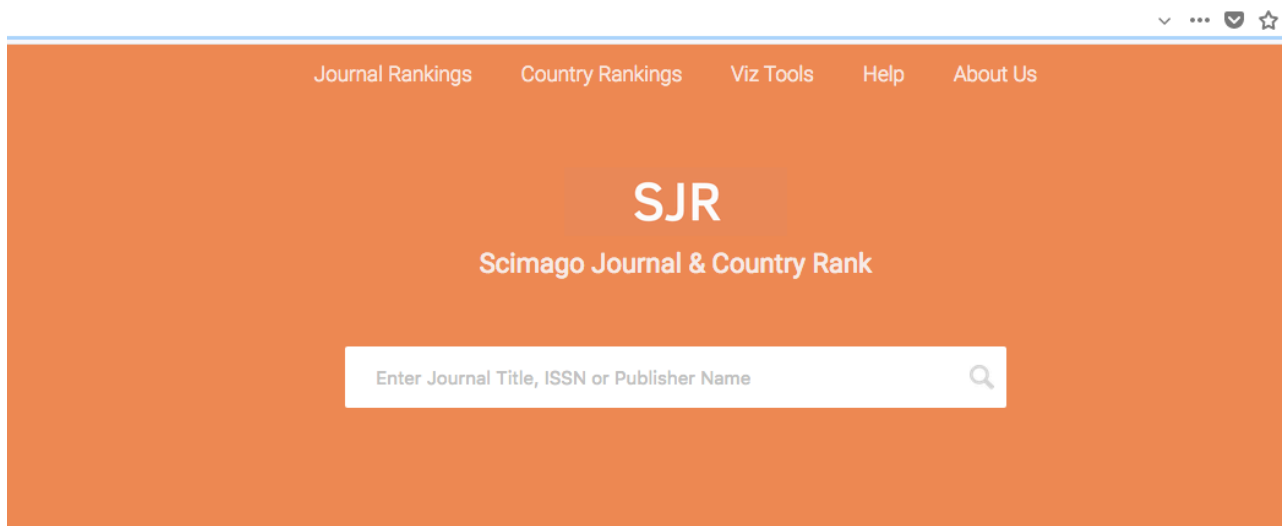 Journal Rankings Country Rankings Viz Tools Help About Us
SJR
Scimago Journal & Country Rank
Enter Journal Title, ISSN or Publisher Name